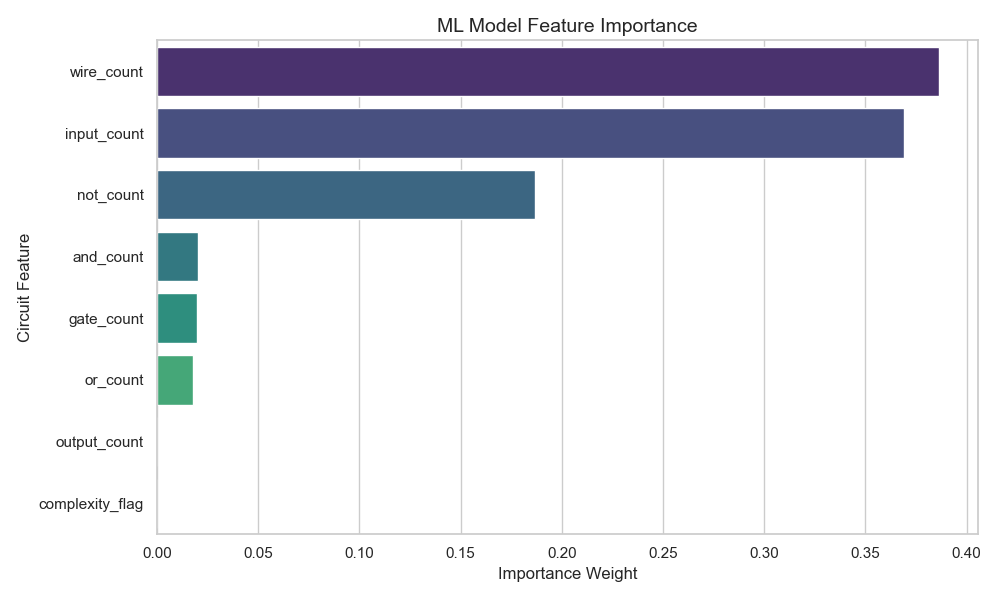 ML Model Feature Importance
Circuit Feature
wire_count
input_count
not_count
and_count
gate_count
or_count
output_count
complexity_flag
0.00 0.05 0.10 0.15 0.20 0.25 0.30 0.35 0.40
Importance Weight